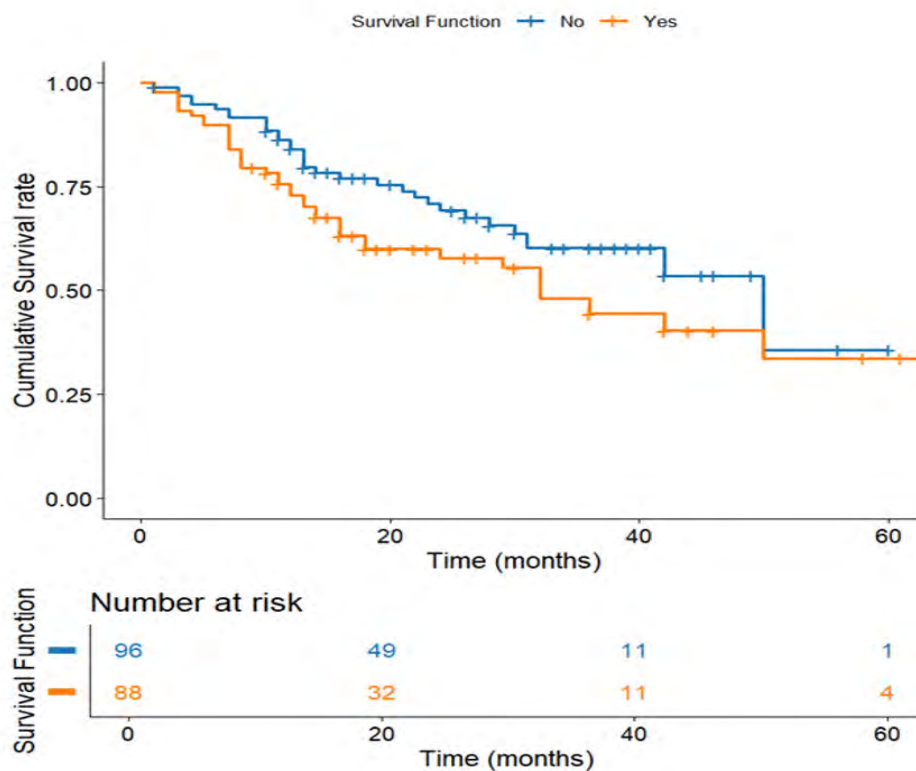 Survival Function No Yes
Cumulative Survival rate
1.00
0.75
0.50
0.25
0.00
0 20 40 60
Time (months)
Number at risk
Survival Function
96 49 11 1
88 32 11 4
0 20 40 60
Time (months)